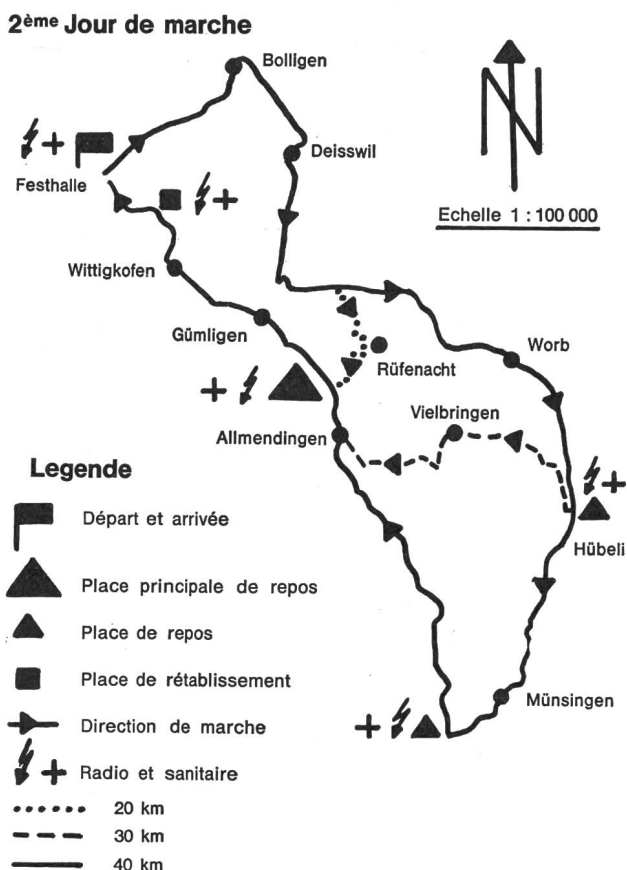 2ème Jour de marche
Bolligen
Deisswil
Festhalle
N
Echelle 1 : 100 000
Wittigkofen
Gümligen
Rüfenacht
Worb
Vielbringen
Allmendingen
Hübeli
Münsingen
Legende
Départ et arrivée
Place principale de repos
Place de repos
Place de rétablissement
Direction de marche
Radio et sanitaire
20 km
30 km
40 km